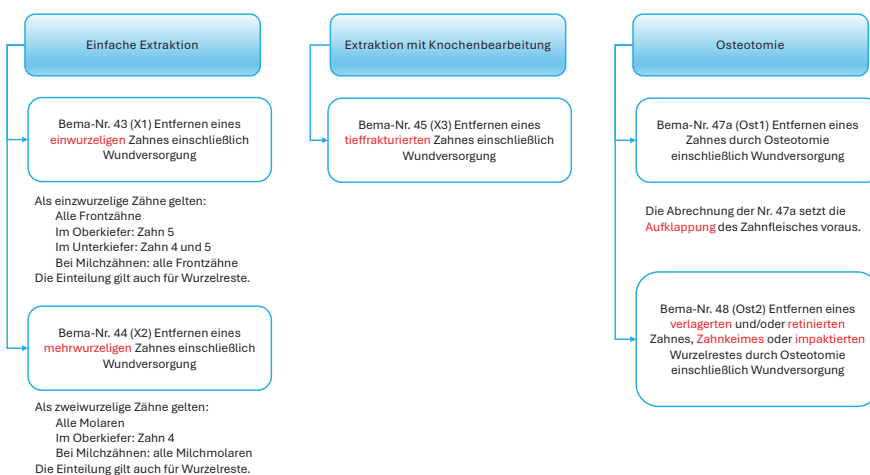 Einfache Extraktion
Bema-Nr. 43 (X1) Entfernen eines
einwurzeligen Zahnes einschließlich
Wundversorgung
Als einzwurzelige Zähne gelten:
Alle Frontzähne
Im Oberkiefer: Zahn 5
Im Unterkiefer: Zahn 4 und 5
Bei Milchzähnen: alle Frontzähne
Die Einteilung gilt auch für Wurzelreste.
Bema-Nr. 44 (X2) Entfernen eines
mehrwurzeligen Zahnes einschließlich
Wundversorgung
Als zweiwurzelige Zähne gelten:
Alle Molaren
Im Oberkiefer: Zahn 4
Bei Milchzähnen: alle Milchmolaren
Die Einteilung gilt auch für Wurzelreste.
Extraktion mit Knochenbearbeitung
Bema-Nr. 45 (X3) Entfernen eines
tieffrakturierten Zahnes einschließlich
Wundversorgung
Osteotomie
Bema-Nr. 47a (Ost1) Entfernen eines
Zahnes durch Osteotomie
einschließlich Wundversorgung
Die Abrechnung der Nr. 47a setzt die
Aufklappung des Zahnfleisches voraus.
Bema-Nr. 48 (Ost2) Entfernen eines
verlagerten und/oder retinierten
Zahnes, Zahnkeimes oder impaktierten
Wurzelrestes durch Osteotomie
einschließlich Wundversorgung